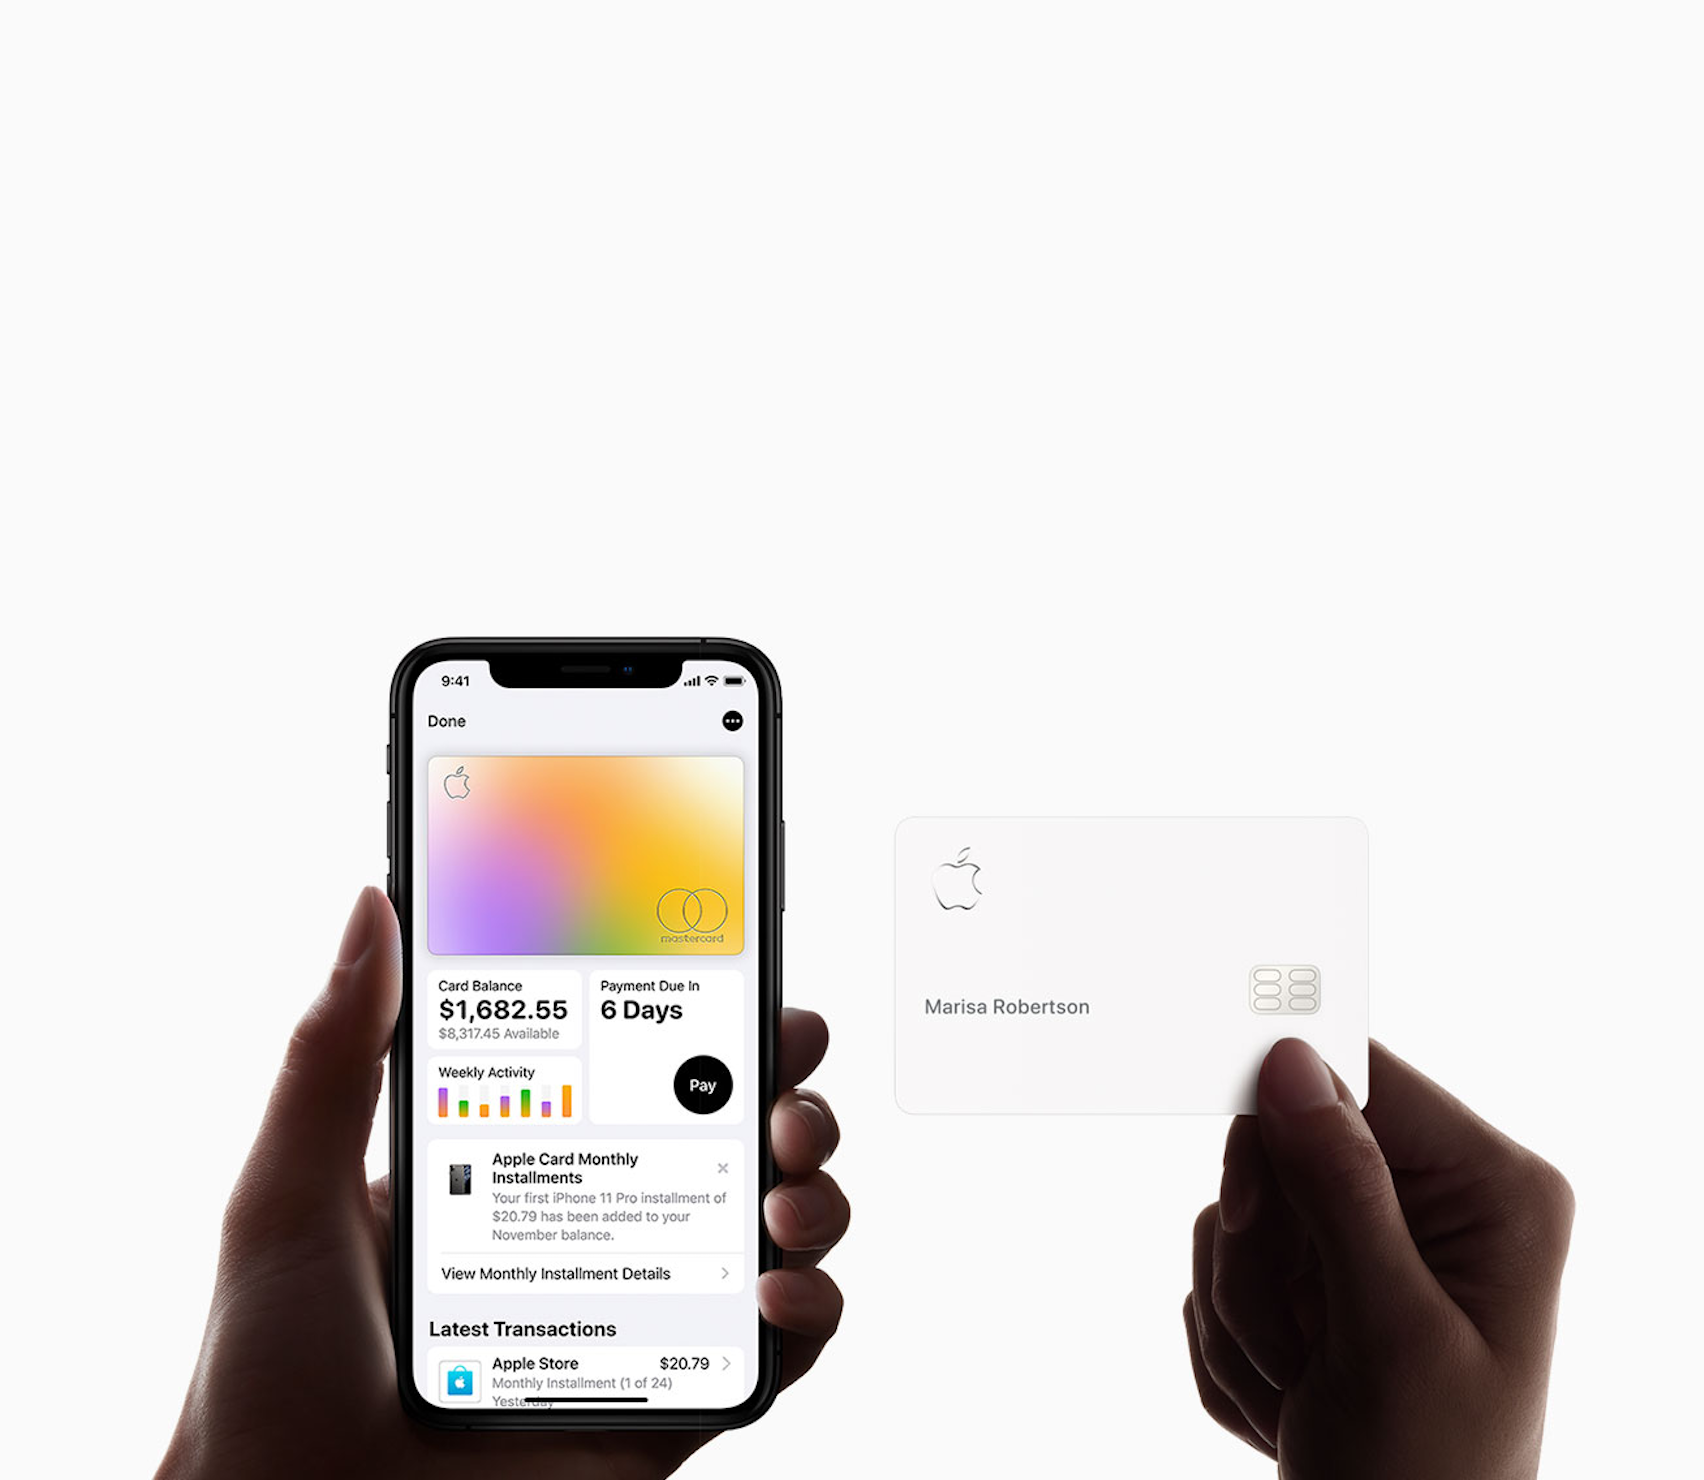 9:41
Done
mastercard
Card Balance
$1,682.55
$8,317.45 Available
Payment Due In
6 Days
Pay
Weekly Activity
Apple Card Monthly
Installments
Your first iPhone 11 Pro installment of
$20.79 has been added to your
November balance.
View Monthly Installment Details
Latest Transactions
Apple Store
$20.79
Monthly Installment (1 of 24)
Yesterday
Marisa Robertson